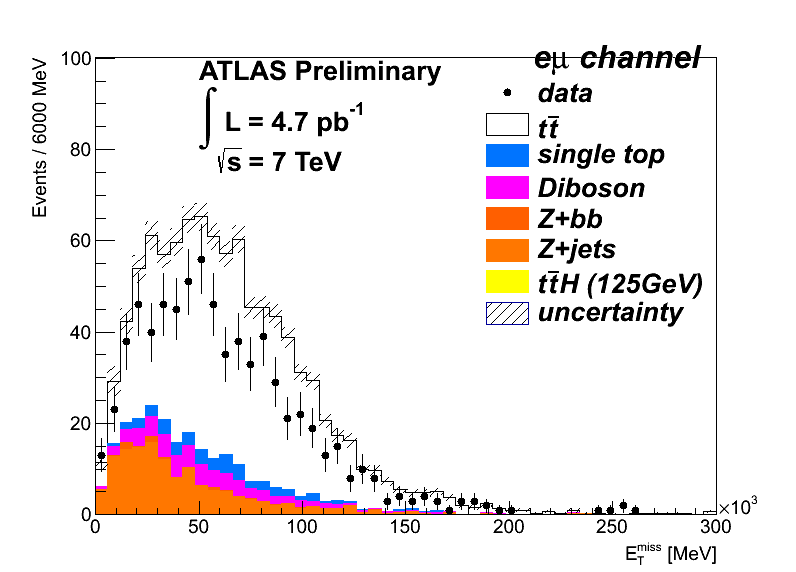 ATLAS Preliminary
∫ L = 4.7 pb⁻¹
√s = 7 TeV
eμ channel
data
tt̄
single top
Diboson
Z+bb
Z+jets
tt̄H (125GeV)
uncertainty
Events / 6000 MeV
100
80
60
40
20
0
0 50 100 150 200 250 300
×10³
E_T^miss [MeV]